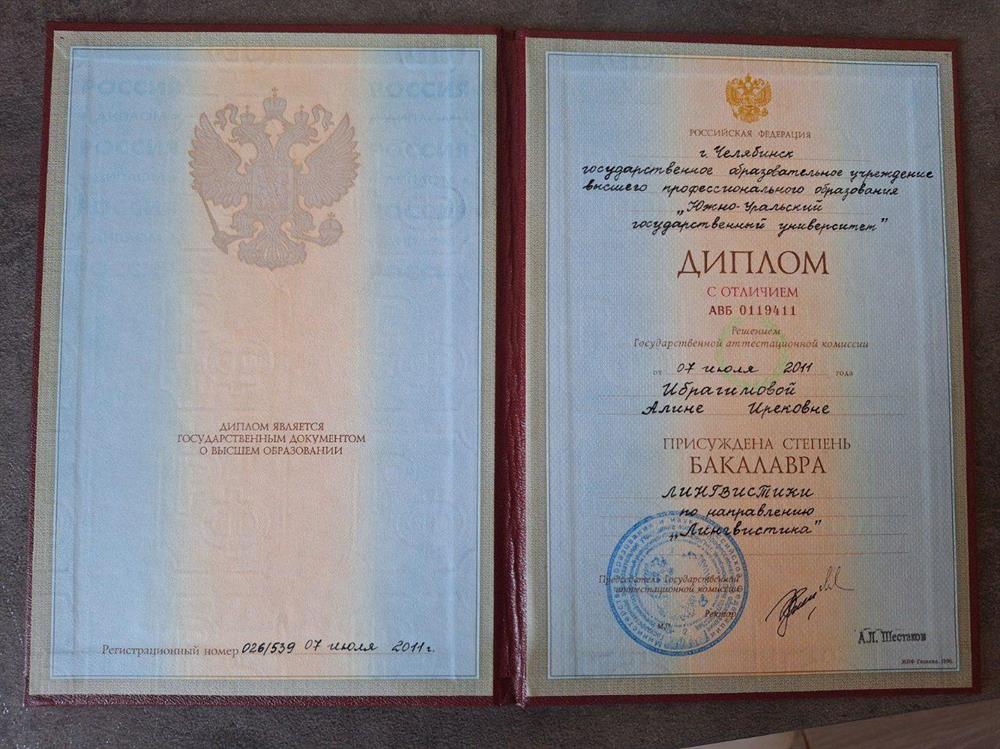 ДИПЛОМ ЯВЛЯЕТСЯ
ГОСУДАРСТВЕННЫМ ДОКУМЕНТОМ
О ВЫСШЕМ ОБРАЗОВАНИИ
Регистрационный номер 026/539 07 июля 2011г.
РОССИЙСКАЯ ФЕДЕРАЦИЯ
г. Челябинск
государственное образовательное учреждение
высшего профессионального образования
„Южно-Уральский
государственный университет"
ДИПЛОМ
С ОТЛИЧИЕМ
АВБ 0119411
Решением
Государственной аттестационной комиссии
от 07 июля 2011 года
Ибрагимовой
Алине Ирековне
ПРИСУЖДЕНА СТЕПЕНЬ
БАКАЛАВРА
ЛИНГВИСТИКИ
по направлению
„Лингвистика"
Председатель Государственной
аттестационной комиссии
Ректор
А.Л. Шестаков